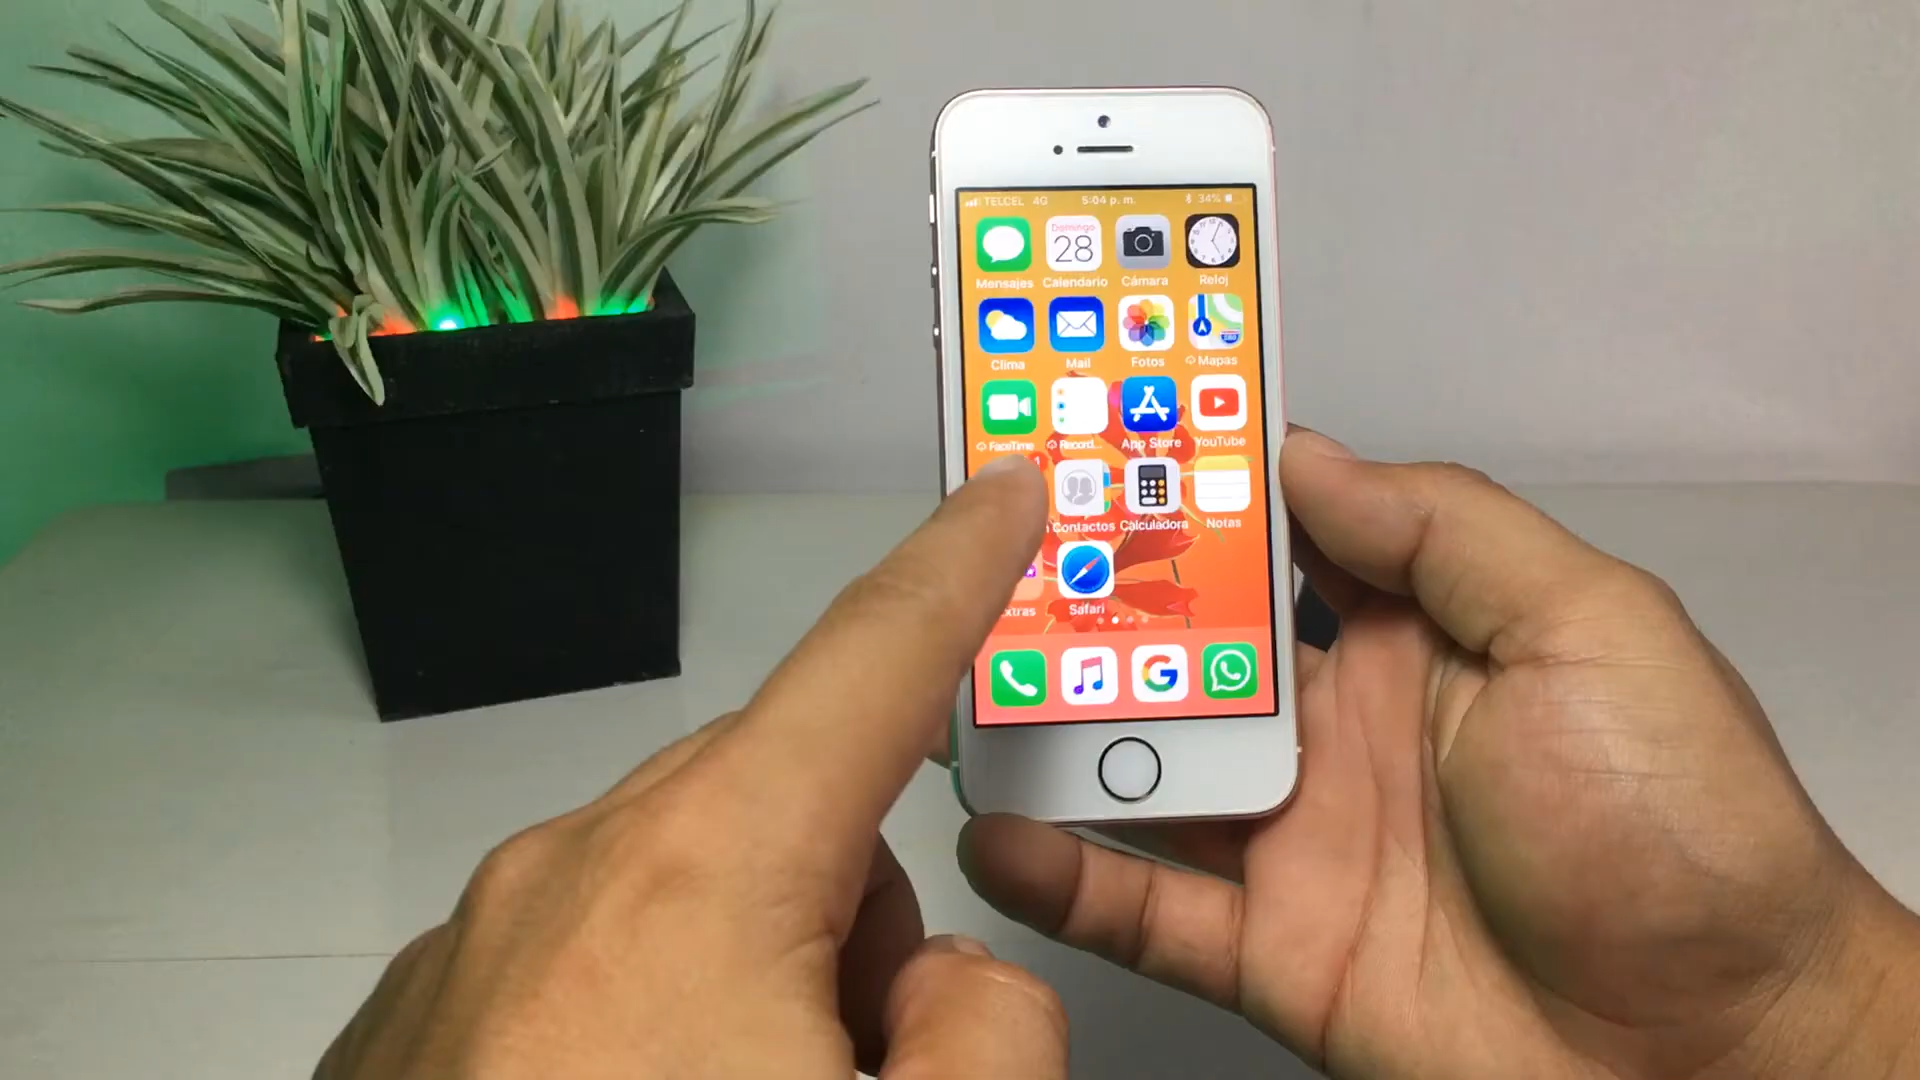 TELCEL 4G 5:04 p. m. 34%
Domingo
28
Mensajes Calendario Cámara Reloj
Clima Mail Fotos Mapas
FaceTime Record... App Store YouTube
Contactos Calculadora Notas
xtras Safari